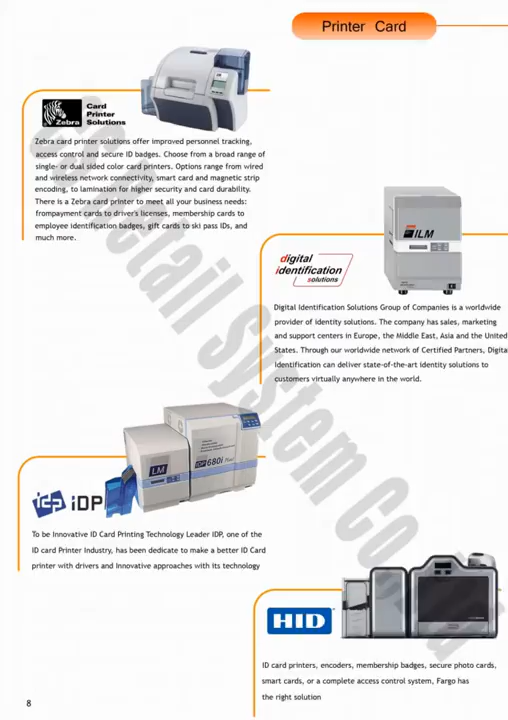 Printer Card
Zebra
Card
Printer
Solutions
Zebra card printer solutions offer improved personnel tracking,
access control and secure ID badges. Choose from a broad range of
single- or dual sided color card printers. Options range from wired
and wireless network connectivity, smart card and magnetic strip
encoding, to lamination for higher security and card durability.
There is a Zebra card printer to meet all your business needs:
frompayment cards to driver's licenses, membership cards to
employee identification badges, gift cards to ski pass IDs, and
much more.
ILM
digital
identification
solutions
Digital Identification Solutions Group of Companies is a worldwide
provider of identity solutions. The company has sales, marketing
and support centers in Europe, the Middle East, Asia and the United
States. Through our worldwide network of Certified Partners, Digita
Identification can deliver state-of-the-art identity solutions to
customers virtually anywhere in the world.
LM
IDP 680i
iDP
To be Innovative ID Card Printing Technology Leader IDP, one of the
ID card Printer Industry, has been dedicate to make a better ID Card
printer with drivers and Innovative approaches with its technology
HID
ID card printers, encoders, membership badges, secure photo cards,
smart cards, or a complete access control system, Fargo has
the right solution
8
Retail System Co.